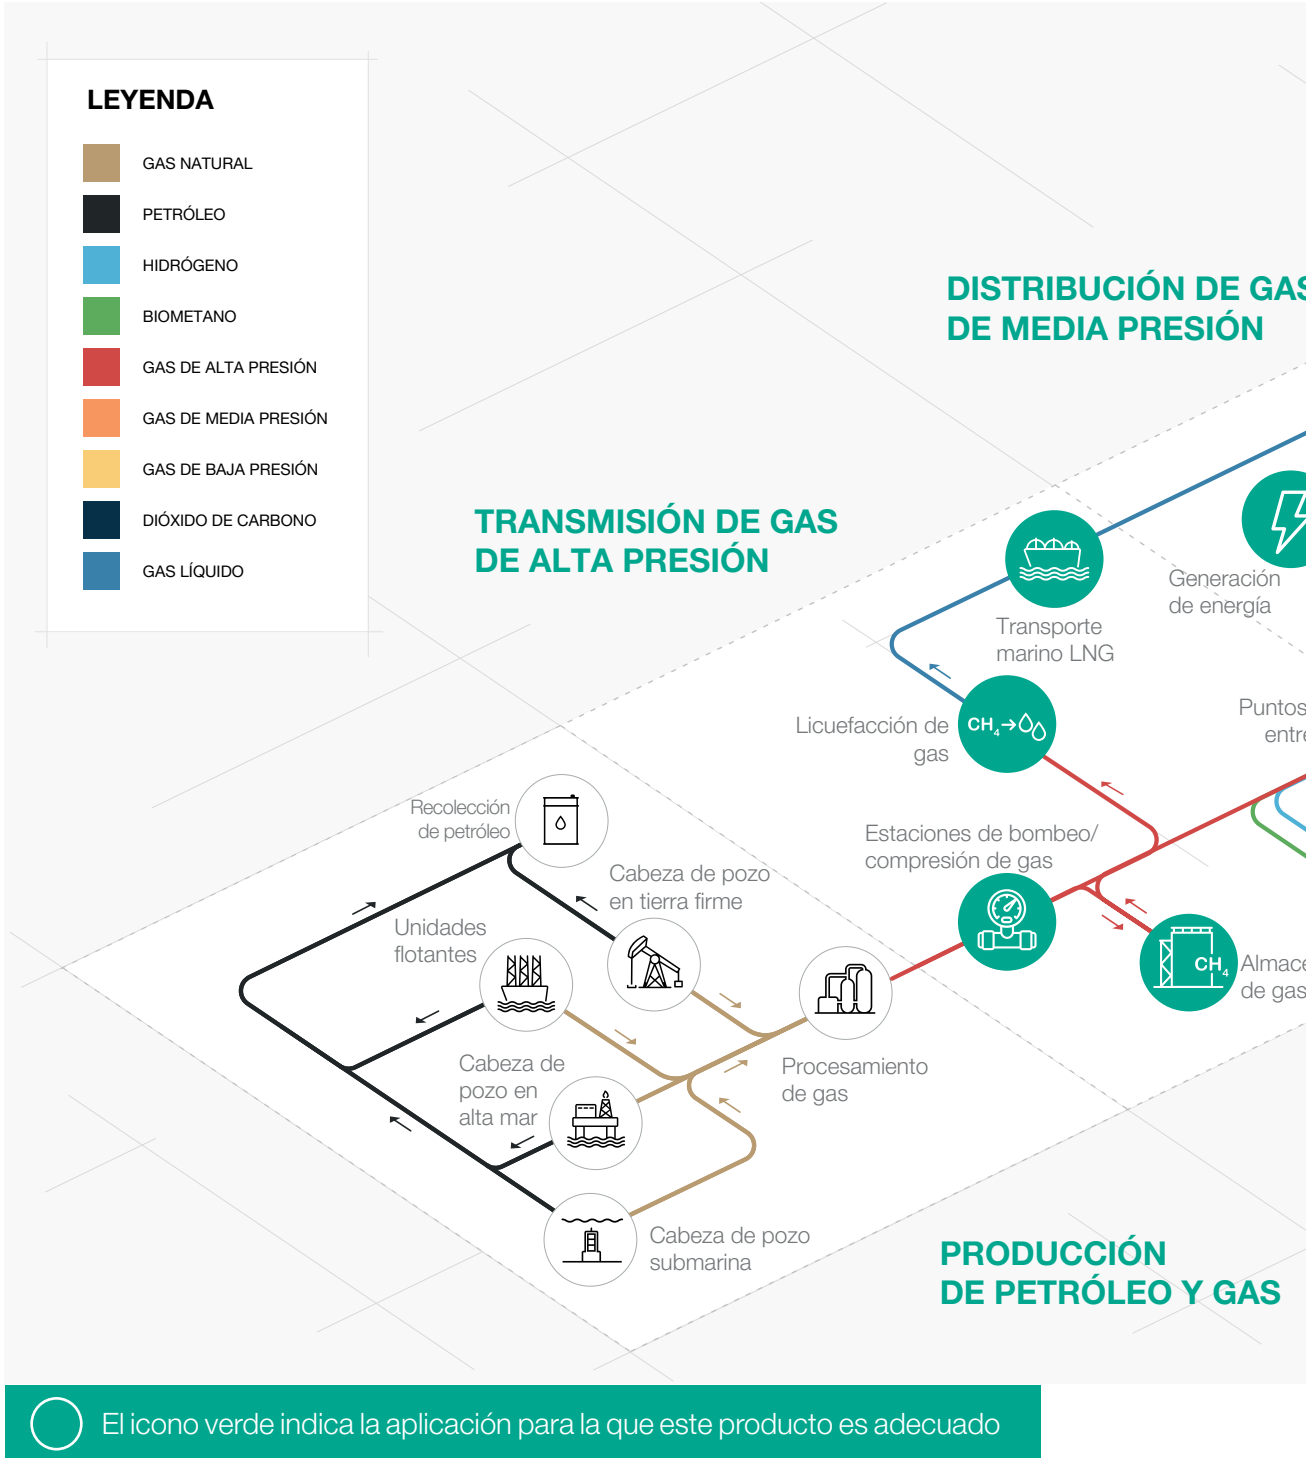 LEYENDA
GAS NATURAL
PETRÓLEO
HIDRÓGENO
BIOMETANO
GAS DE ALTA PRESIÓN
GAS DE MEDIA PRESIÓN
GAS DE BAJA PRESIÓN
DIÓXIDO DE CARBONO
GAS LÍQUIDO
DISTRIBUCIÓN DE GAS
DE MEDIA PRESIÓN
TRANSMISIÓN DE GAS
DE ALTA PRESIÓN
Generación
de energía
Transporte
marino LNG
Licuefacción de
gas
CH₄→
Puntos
entre
Estaciones de bombeo/
compresión de gas
CH₄
Almace
de gas
Recolección
de petróleo
Cabeza de pozo
en tierra firme
Unidades
flotantes
Cabeza de
pozo en
alta mar
Procesamiento
de gas
Cabeza de pozo
submarina
PRODUCCIÓN
DE PETRÓLEO Y GAS
El icono verde indica la aplicación para la que este producto es adecuado